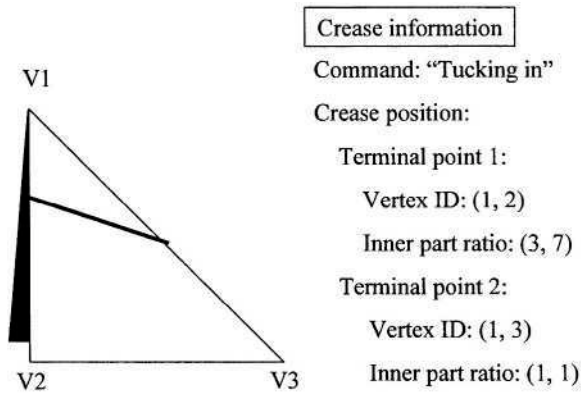 Crease information
Command: “Tucking in”
Crease position:
Terminal point 1:
Vertex ID: (1, 2)
Inner part ratio: (3, 7)
Terminal point 2:
Vertex ID: (1, 3)
Inner part ratio: (1, 1)
V1
V2
V3